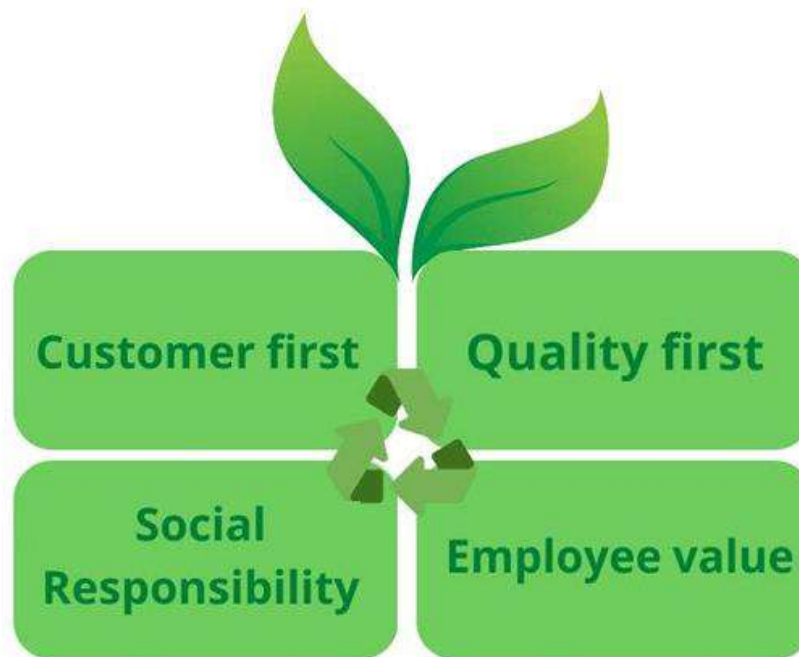 Customer first
Quality first
Social
Responsibility
Employee value